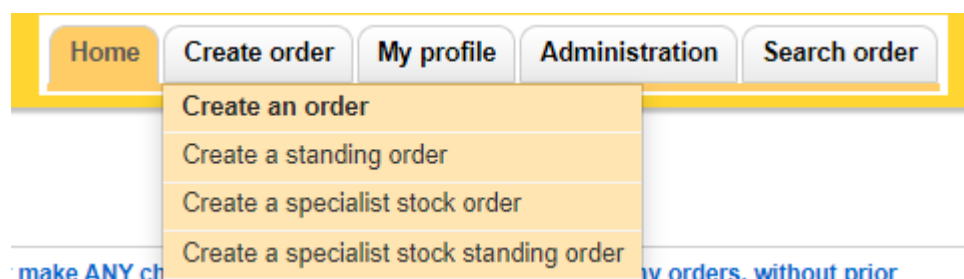 Home Create order My profile Administration Search order
Create an order
Create a standing order
Create a specialist stock order
Create a specialist stock standing order
make ANY orders, without prior